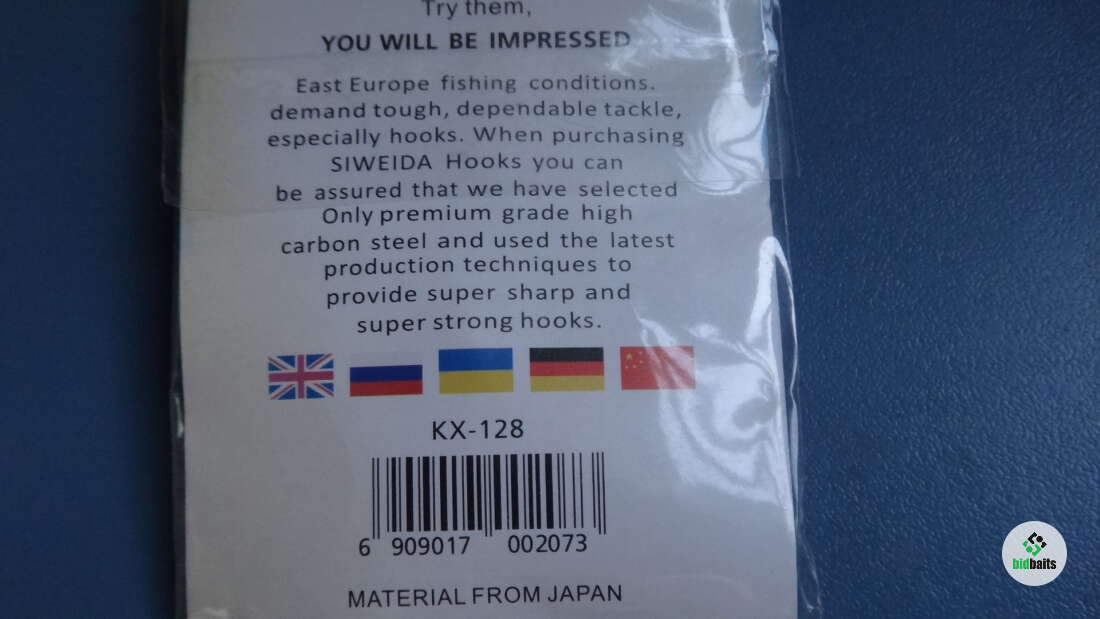 Try them,
YOU WILL BE IMPRESSED
East Europe fishing conditions.
demand tough, dependable tackle,
especially hooks. When purchasing
SIWEIDA Hooks you can
be assured that we have selected
Only premium grade high
carbon steel and used the latest
production techniques to
provide super sharp and
super strong hooks.
KX-128
6 909017 002073
MATERIAL FROM JAPAN
bidbaits